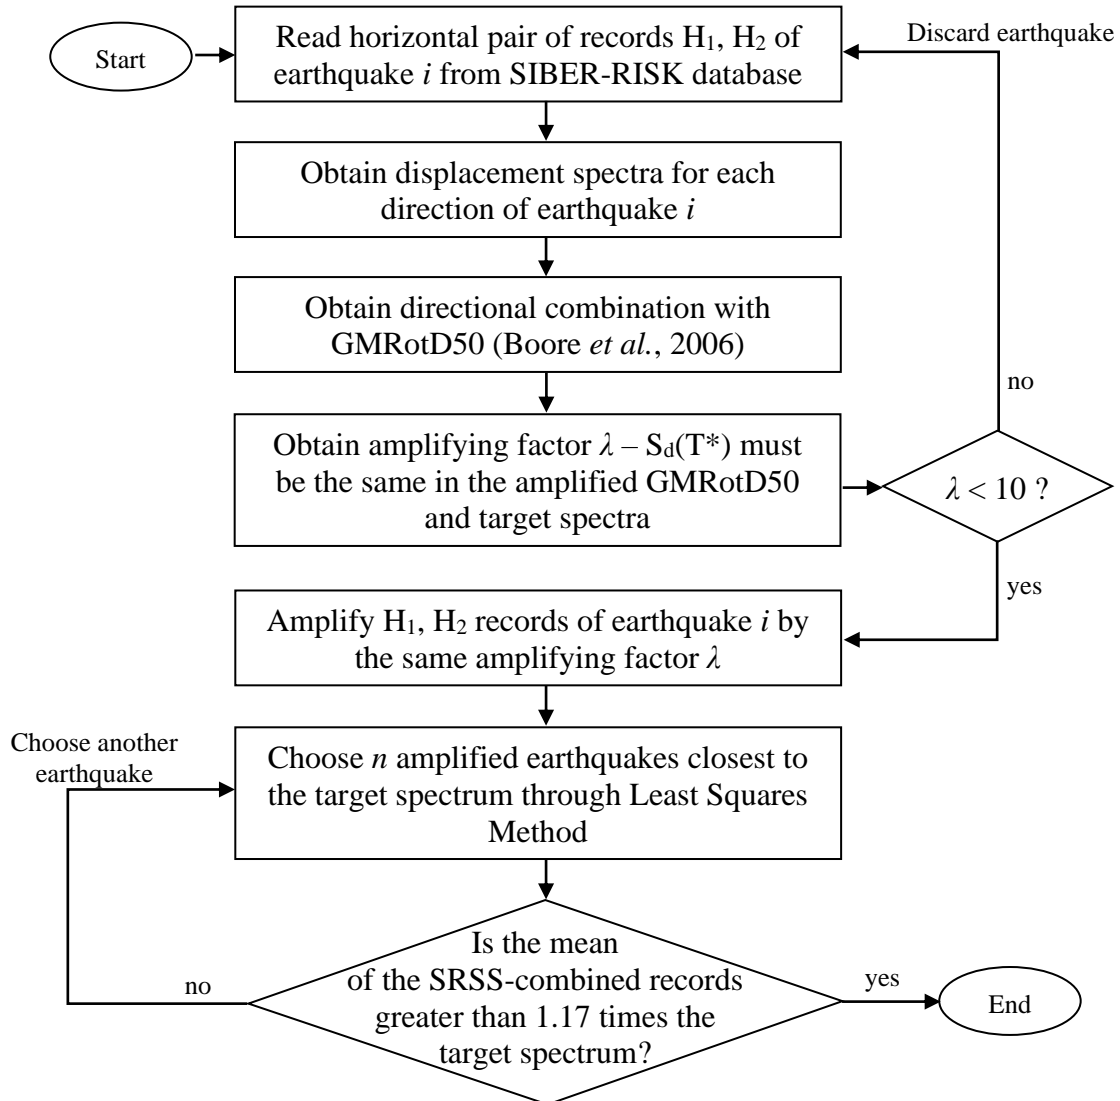 Start
Read horizontal pair of records H₁, H₂ of
earthquake i from SIBER-RISK database
Discard earthquake
Obtain displacement spectra for each
direction of earthquake i
Obtain directional combination with
GMRotD50 (Boore et al., 2006)
no
Obtain amplifying factor λ – S_d(T*) must
be the same in the amplified GMRotD50
and target spectra
λ < 10 ?
yes
Amplify H₁, H₂ records of earthquake i by
the same amplifying factor λ
Choose another
earthquake
Choose n amplified earthquakes closest to
the target spectrum through Least Squares
Method
Is the mean
of the SRSS-combined records
greater than 1.17 times the
target spectrum?
no
yes
End